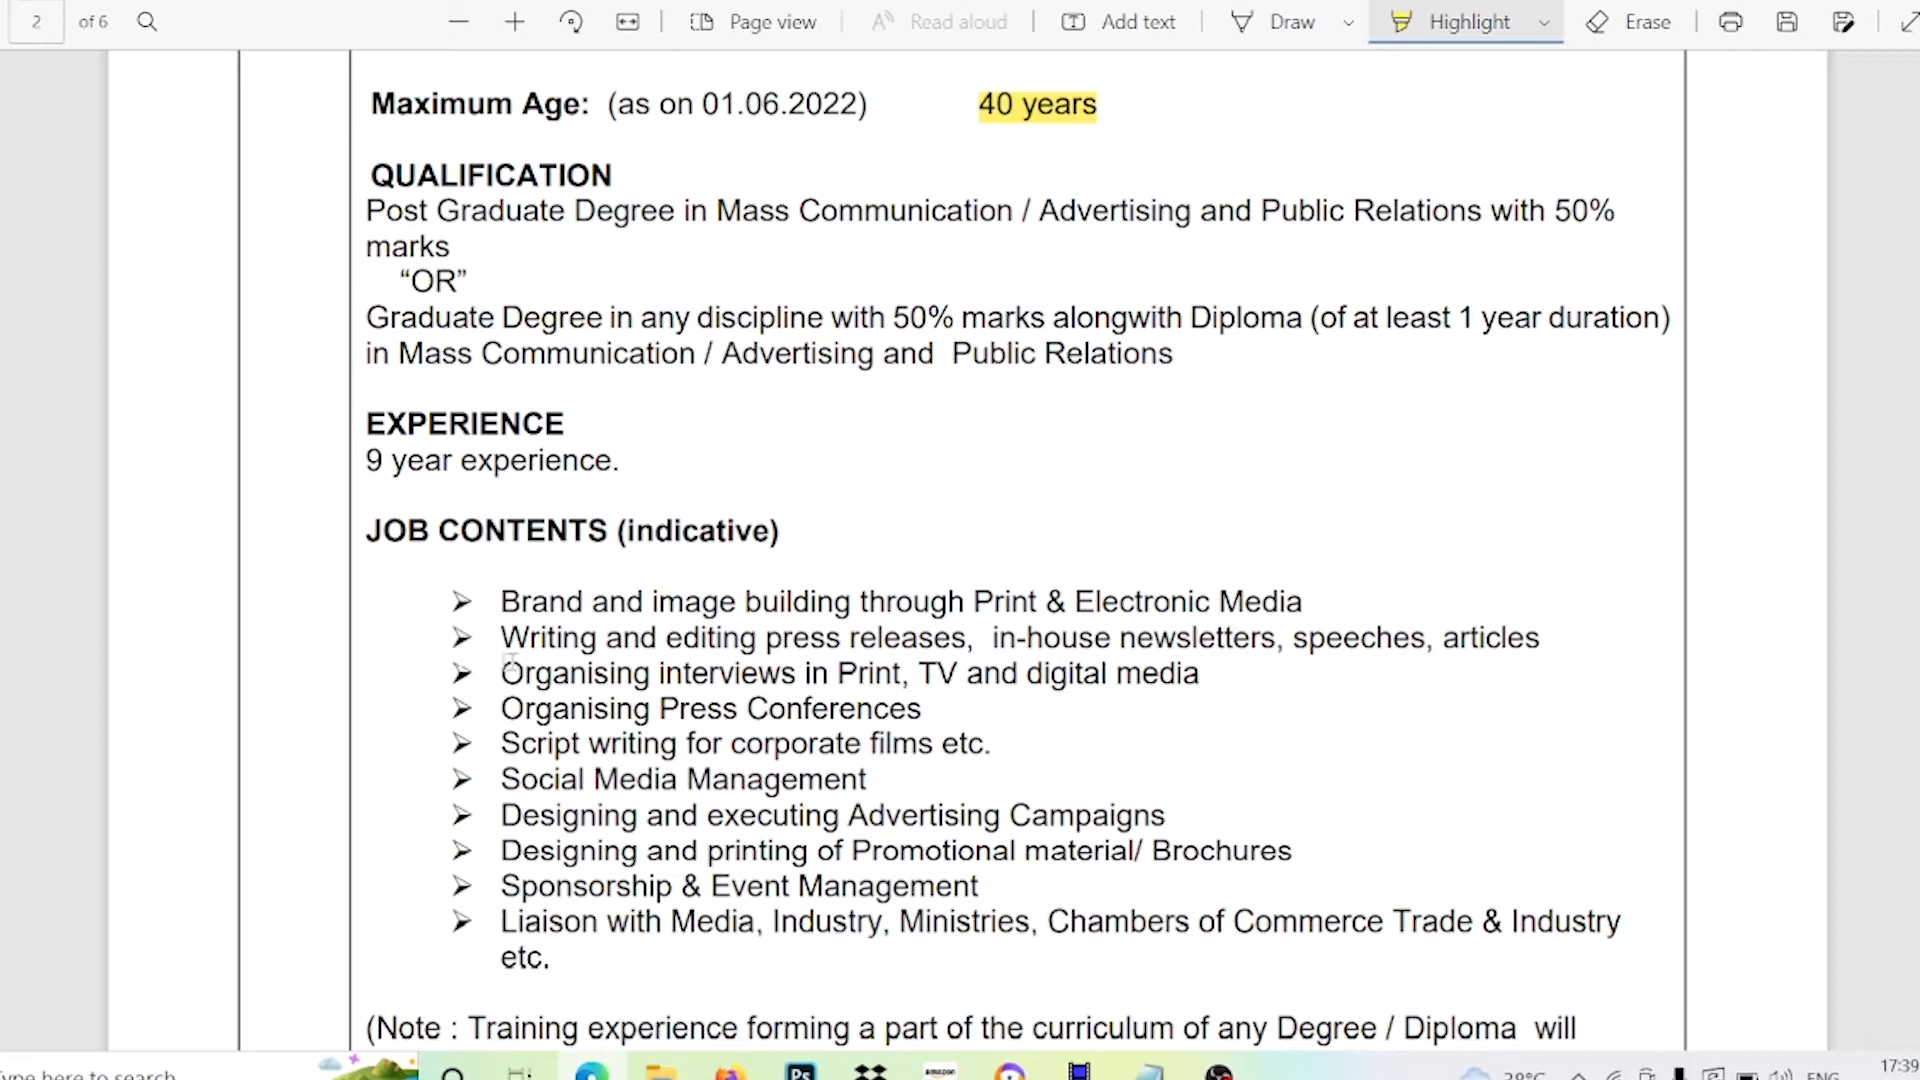 2 of 6 Page view Read aloud Add text Draw Highlight Erase
Maximum Age: (as on 01.06.2022) 40 years
QUALIFICATION
Post Graduate Degree in Mass Communication / Advertising and Public Relations with 50%
marks
“OR”
Graduate Degree in any discipline with 50% marks alongwith Diploma (of at least 1 year duration)
in Mass Communication / Advertising and Public Relations
EXPERIENCE
9 year experience.
JOB CONTENTS (indicative)
➢ Brand and image building through Print & Electronic Media
➢ Writing and editing press releases, in-house newsletters, speeches, articles
➢ Organising interviews in Print, TV and digital media
➢ Organising Press Conferences
➢ Script writing for corporate films etc.
➢ Social Media Management
➢ Designing and executing Advertising Campaigns
➢ Designing and printing of Promotional material/ Brochures
➢ Sponsorship & Event Management
➢ Liaison with Media, Industry, Ministries, Chambers of Commerce Trade & Industry
etc.
(Note : Training experience forming a part of the curriculum of any Degree / Diploma will
ype here to search Ps amazon ENG 17:39